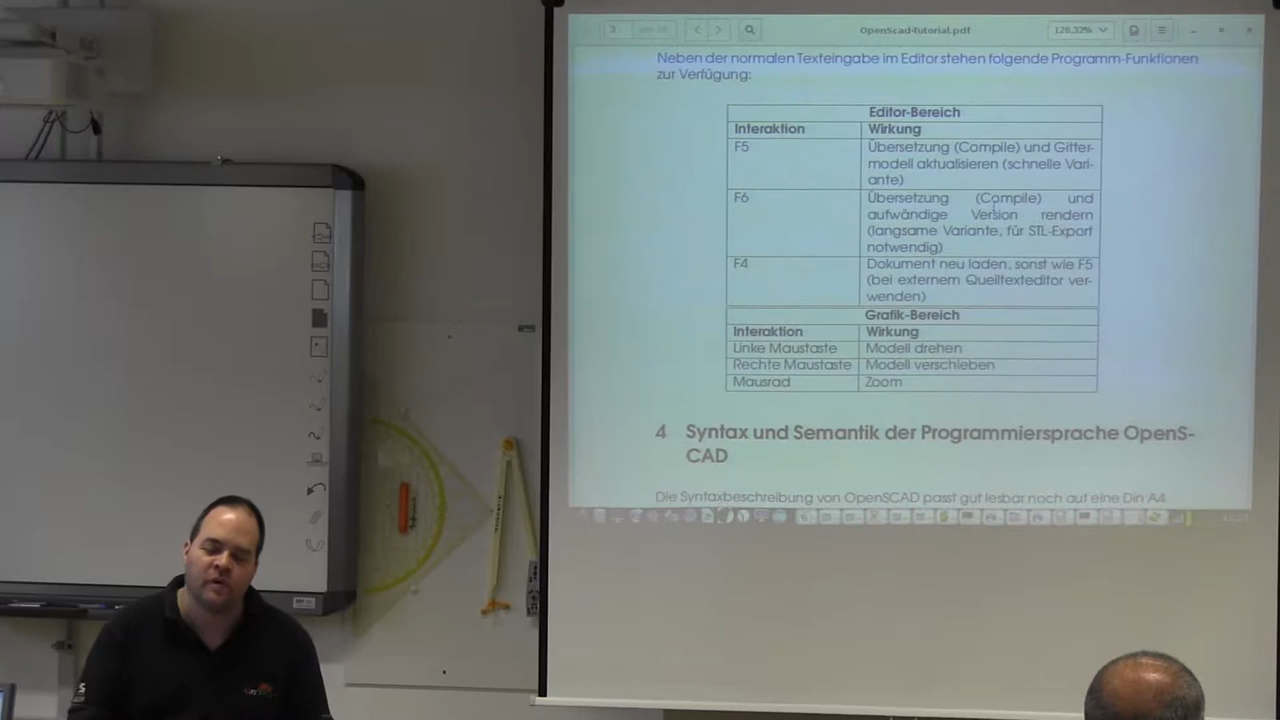 OpenScad-Tutorial.pdf
128,32%
Neben der normalen Texteingabe im Editor stehen folgende Programm-Funktionen
zur Verfügung:
Editor-Bereich
Interaktion Wirkung
F5 Übersetzung (Compile) und Gitter-
modell aktualisieren (schnelle Vari-
ante)
F6 Übersetzung (Compile) und
aufwändige Version rendern
(langsame Variante, für STL-Export
notwendig)
F4 Dokument neu laden, sonst wie F5
(bei externem Quelltexteditor ver-
wenden)
Grafik-Bereich
Interaktion Wirkung
Linke Maustaste Modell drehen
Rechte Maustaste Modell verschieben
Mausrad Zoom
4 Syntax und Semantik der Programmiersprache OpenS-
CAD
Die Syntaxbeschreibung von OpenSCAD passt gut lesbar noch auf eine Din A4